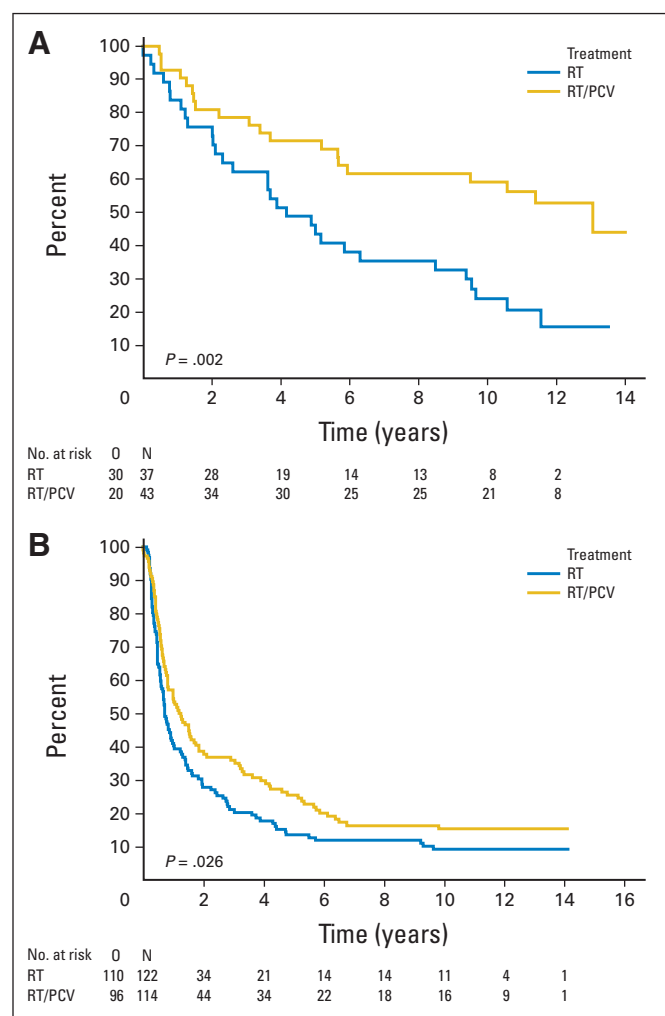 A
Treatment
RT
RT/PCV
100
90
80
70
60
50
40
30
20
10
Percent
P = .002
0 2 4 6 8 10 12 14
Time (years)
No. at risk O N
RT 30 37 28 19 14 13 8 2
RT/PCV 20 43 34 30 25 25 21 8
B
Treatment
RT
RT/PCV
100
90
80
70
60
50
40
30
20
10
Percent
P = .026
0 2 4 6 8 10 12 14 16
Time (years)
No. at risk O N
RT 110 122 34 21 14 14 11 4 1
RT/PCV 96 114 44 34 22 18 16 9 1